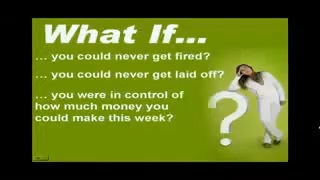 What If...
... you could never get fired?
... you could never get laid off?
... you were in control of
how much money you
could make this week?
?